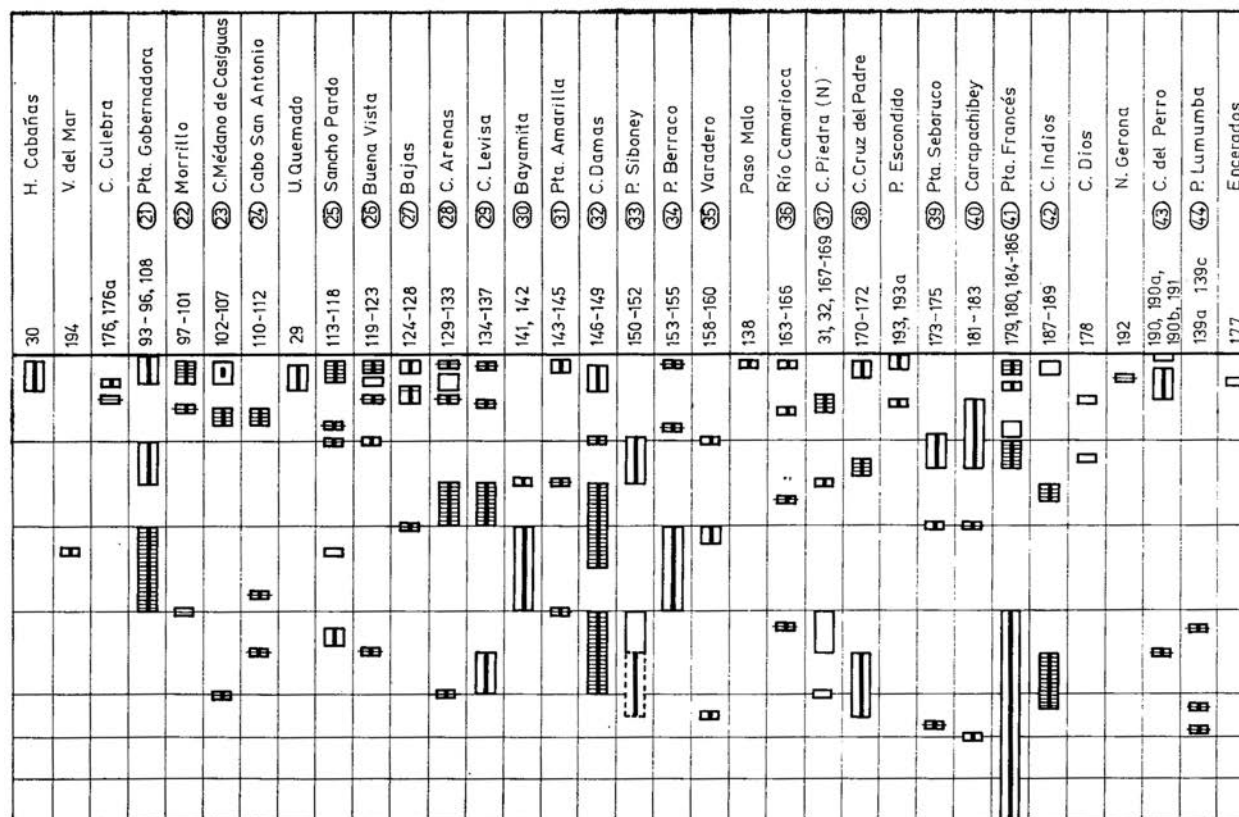 30 H. Cabañas
194 V. del Mar
176, 176a C. Culebra
93-96, 108 (21) Pta. Gobernadora
97-101 (22) Morrillo
102-107 (23) C.Médano de Casiguas
110-112 (24) Cabo San Antonio
29 U. Quemado
113-118 (25) Sancho Pardo
119-123 (26) Buena Vista
124-128 (27) Bajas
129-133 (28) C. Arenas
134-137 (29) C. Levisa
141, 142 (30) Bayamita
143-145 (31) Pta. Amarilla
146-149 (32) C. Damas
150-152 (33) P. Siboney
153-155 (34) P. Berraco
158-160 (35) Varadero
138 Paso Malo
163-166 (36) Río Camarioca
31, 32, 167-169 (37) C. Piedra (N)
170-172 (38) C. Cruz del Padre
193, 193a P. Escondido
173-175 (39) Pta. Seboruco
181-183 (40) Carapachibey
179, 180, 184-186 (41) Pta. Francés
187-189 (42) C. Indios
178 C. Dios
192 N. Gerona
190, 190a, (43) C. del Perro
190b, 191
139a 139c (44) P. Lumumba
177 Encerados